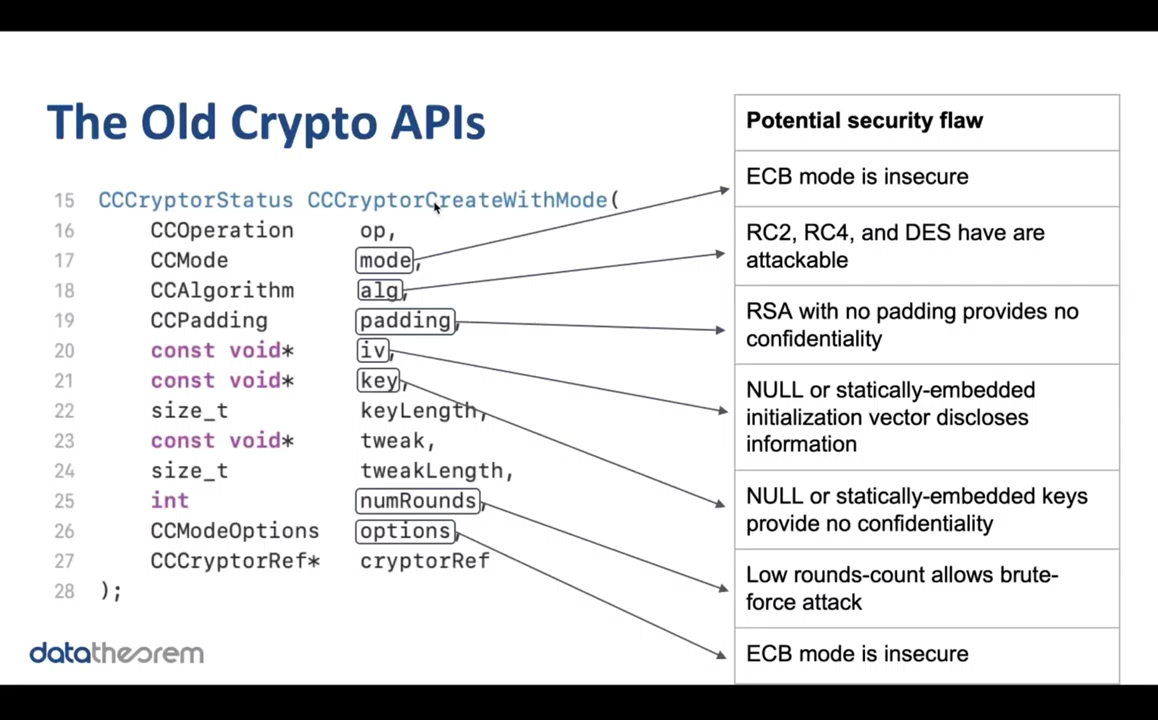 The Old Crypto APIs
15 CCCryptorStatus CCCryptorCreateWithMode(
16 CCOperation op,
17 CCMode mode,
18 CCAlgorithm alg,
19 CCPadding padding,
20 const void* iv,
21 const void* key,
22 size_t keyLength,
23 const void* tweak,
24 size_t tweakLength,
25 int numRounds,
26 CCModeOptions options,
27 CCCryptorRef* cryptorRef
28 );
Potential security flaw
ECB mode is insecure
RC2, RC4, and DES have are
attackable
RSA with no padding provides no
confidentiality
NULL or statically-embedded
initialization vector discloses
information
NULL or statically-embedded keys
provide no confidentiality
Low rounds-count allows brute-
force attack
ECB mode is insecure
datatheorem